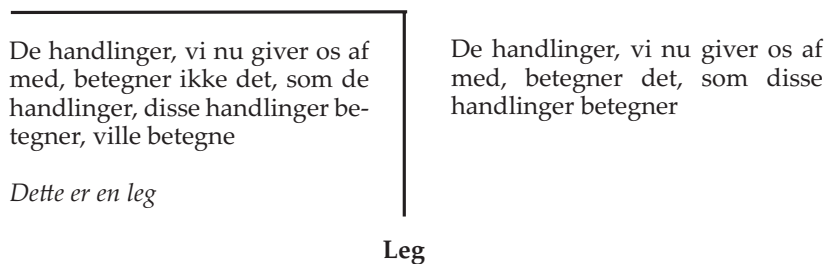 De handlinger, vi nu giver os af
med, betegner ikke det, som de
handlinger, disse handlinger be-
tegner, ville betegne
Dette er en leg
De handlinger, vi nu giver os af
med, betegner det, som disse
handlinger betegner
Leg